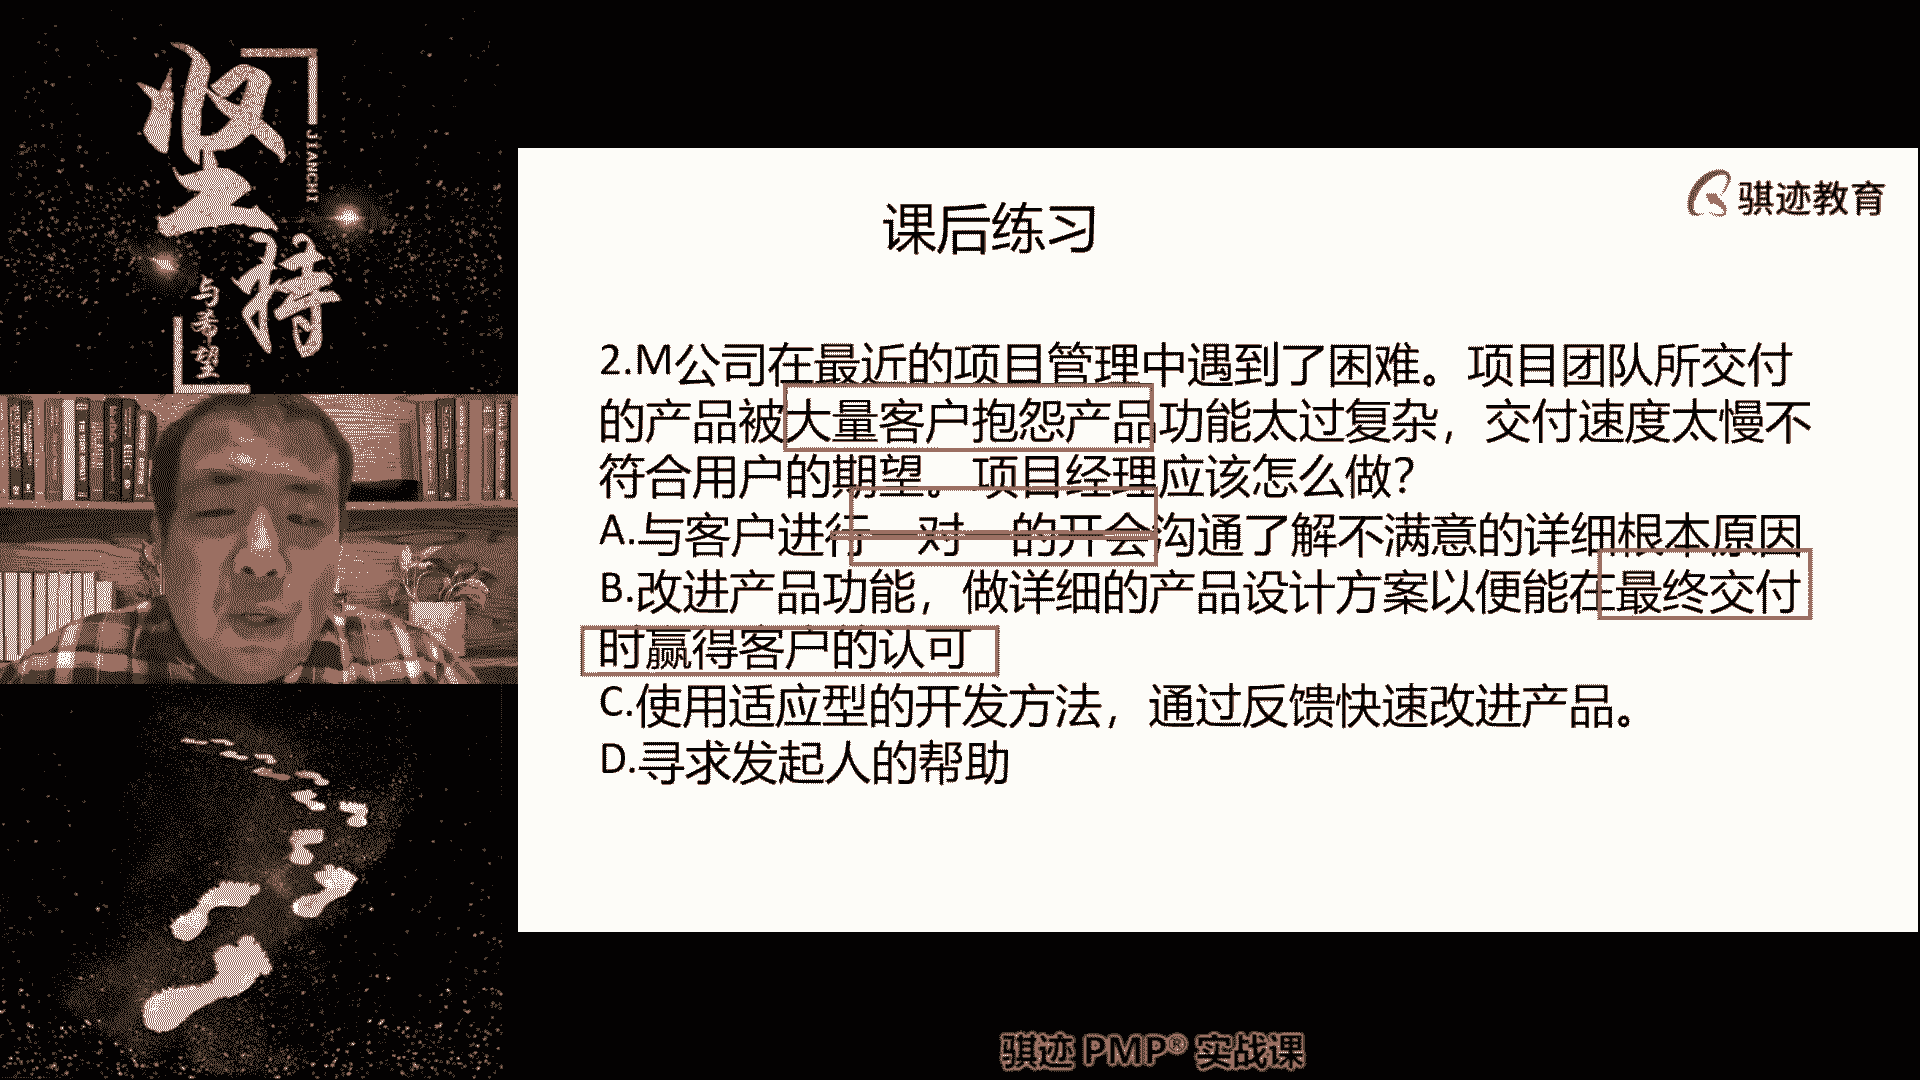 坚持
JIANCHI
与希望
骐迹教育
课后练习
2.M公司在最近的项目管理中遇到了困难。项目团队所交付
的产品被大量客户抱怨产品功能太过复杂，交付速度太慢不
符合用户的期望。项目经理应该怎么做？
A.与客户进行一对一的开会沟通了解不满意的详细根本原因
B.改进产品功能，做详细的产品设计方案以便能在最终交付
时赢得客户的认可
C.使用适应型的开发方法，通过反馈快速改进产品。
D.寻求发起人的帮助
骐迹 PMP® 实战课